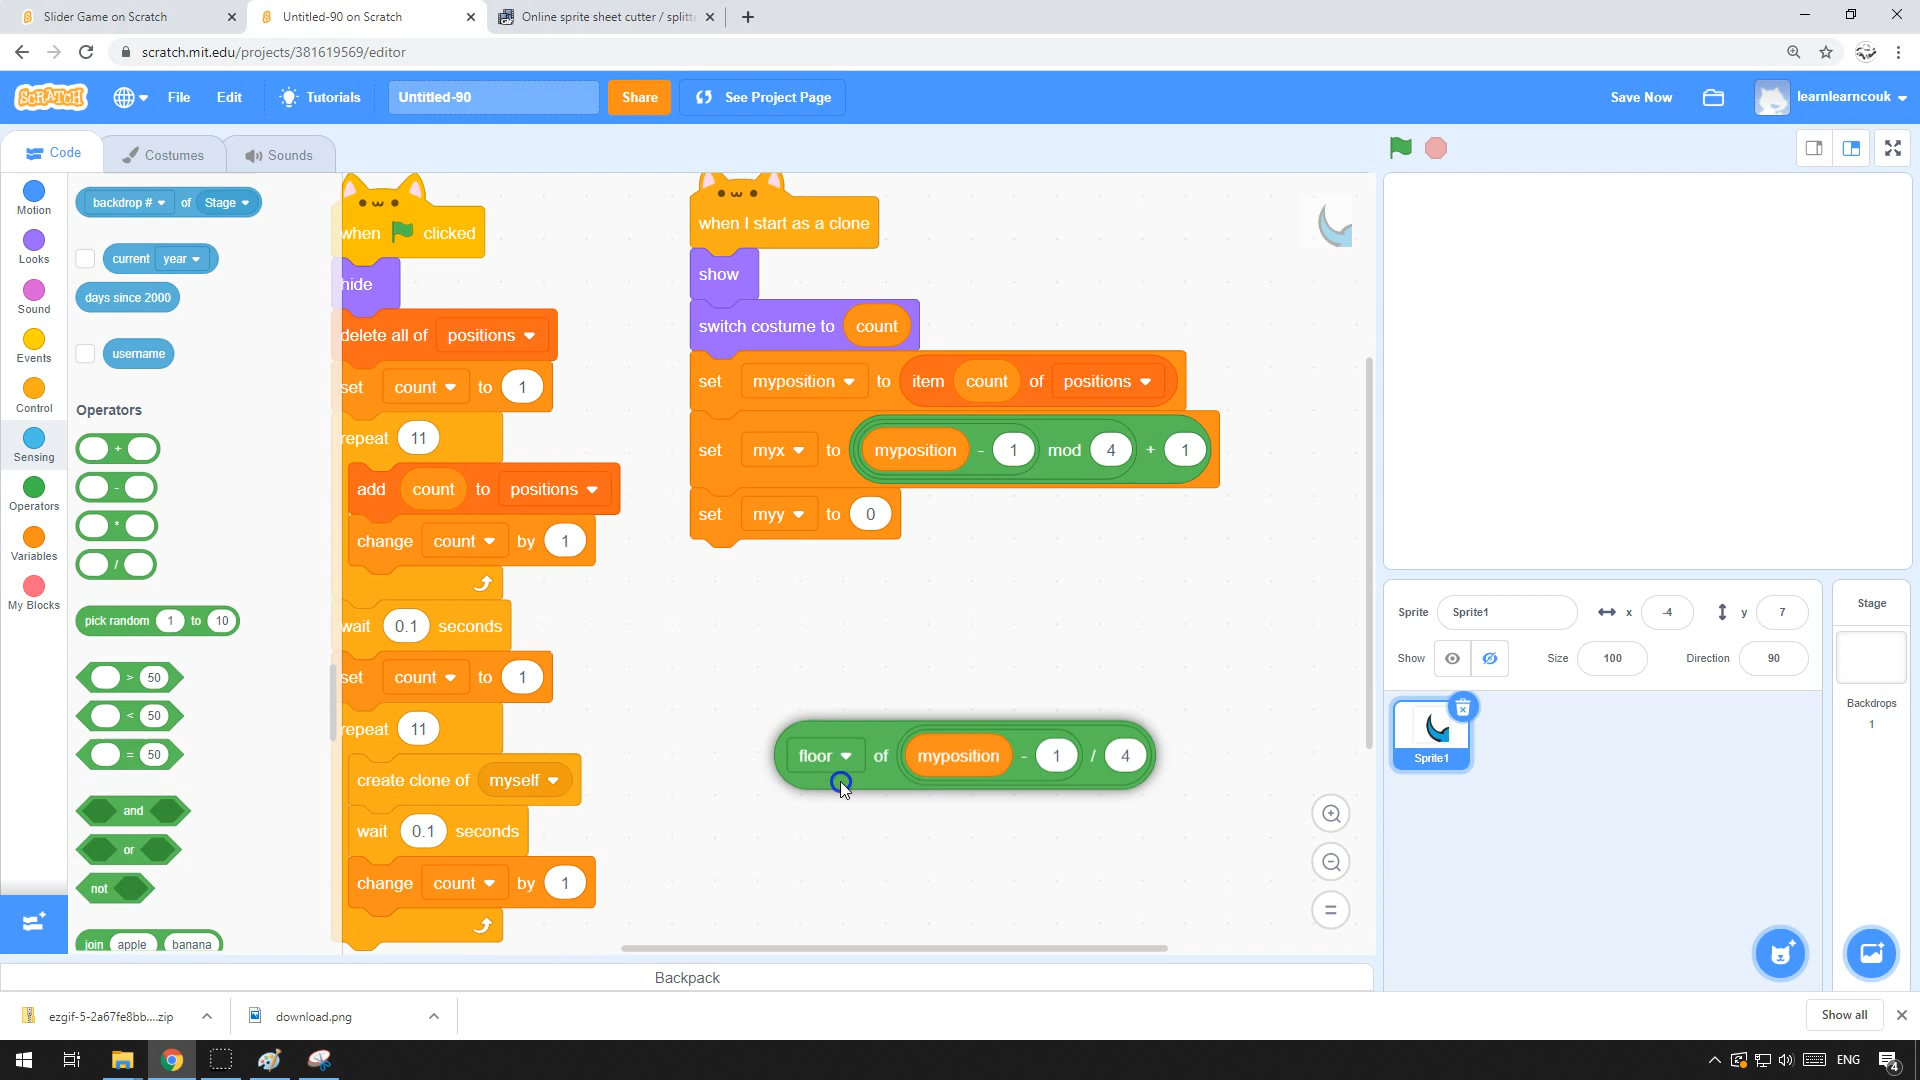 Slider Game on Scratch
Untitled-90 on Scratch
Online sprite sheet cutter / splitt
scratch.mit.edu/projects/381619569/editor
SCRATCH
File
Edit
Tutorials
Untitled-90
Share
See Project Page
Save Now
learnlearncouk
Code
Costumes
Sounds
Motion
Looks
Sound
Events
Control
Sensing
Operators
Variables
My Blocks
backdrop # of Stage
current year
days since 2000
username
Operators
+
-
*
/
pick random 1 to 10
> 50
< 50
= 50
and
or
not
join apple banana
when clicked
hide
delete all of positions
set count to 1
repeat 11
add count to positions
change count by 1
wait 0.1 seconds
set count to 1
repeat 11
create clone of myself
wait 0.1 seconds
change count by 1
when I start as a clone
show
switch costume to count
set myposition to item count of positions
set myx to myposition - 1 mod 4 + 1
set myy to 0
floor of myposition - 1 / 4
Backpack
Sprite Sprite1 x -4 y 7
Show Size 100 Direction 90
Sprite1
Stage
Backdrops
1
ezgif-5-2a67fe8bb....zip
download.png
Show all
ENG
4